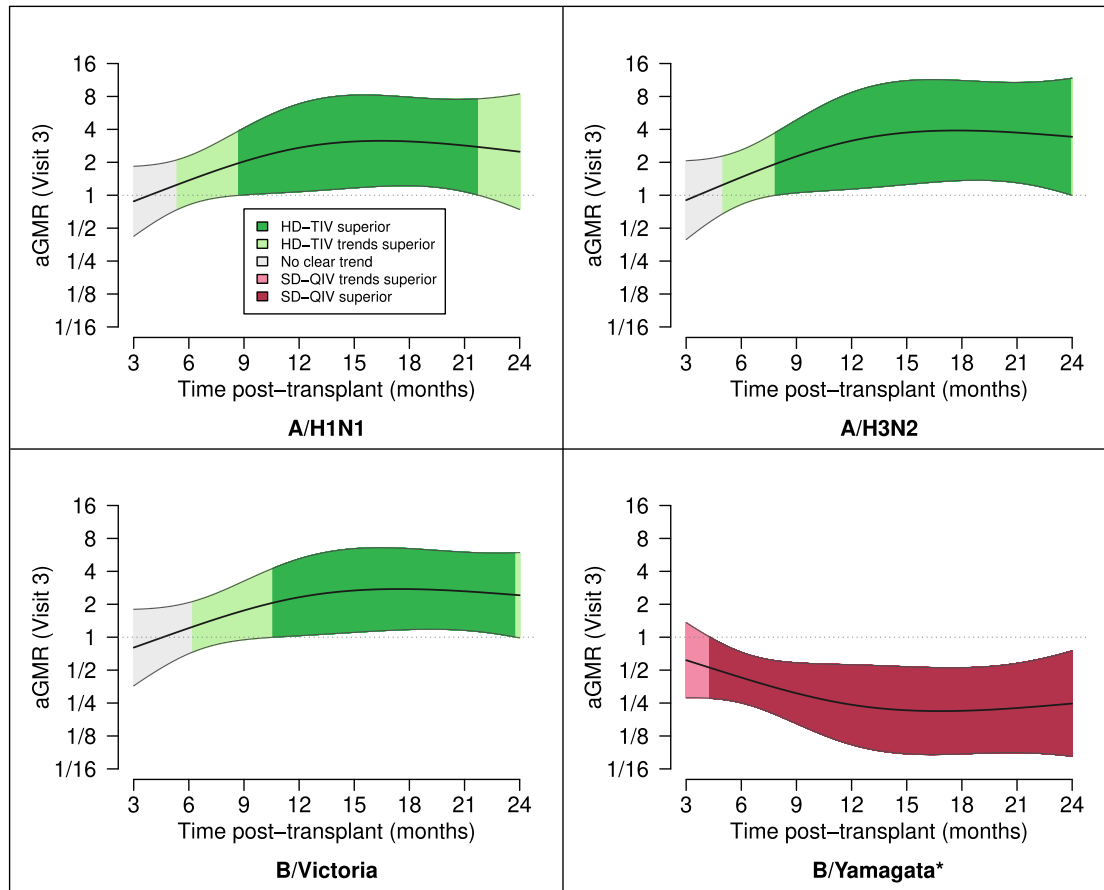 16
8
4
2
1
1/2
1/4
1/8
1/16
aGMR (Visit 3)
HD−TIV superior
HD−TIV trends superior
No clear trend
SD−QIV trends superior
SD−QIV superior
3 6 9 12 15 18 21 24
Time post−transplant (months)
A/H1N1
16
8
4
2
1
1/2
1/4
1/8
1/16
aGMR (Visit 3)
3 6 9 12 15 18 21 24
Time post−transplant (months)
A/H3N2
16
8
4
2
1
1/2
1/4
1/8
1/16
aGMR (Visit 3)
3 6 9 12 15 18 21 24
Time post−transplant (months)
B/Victoria
16
8
4
2
1
1/2
1/4
1/8
1/16
aGMR (Visit 3)
3 6 9 12 15 18 21 24
Time post−transplant (months)
B/Yamagata*